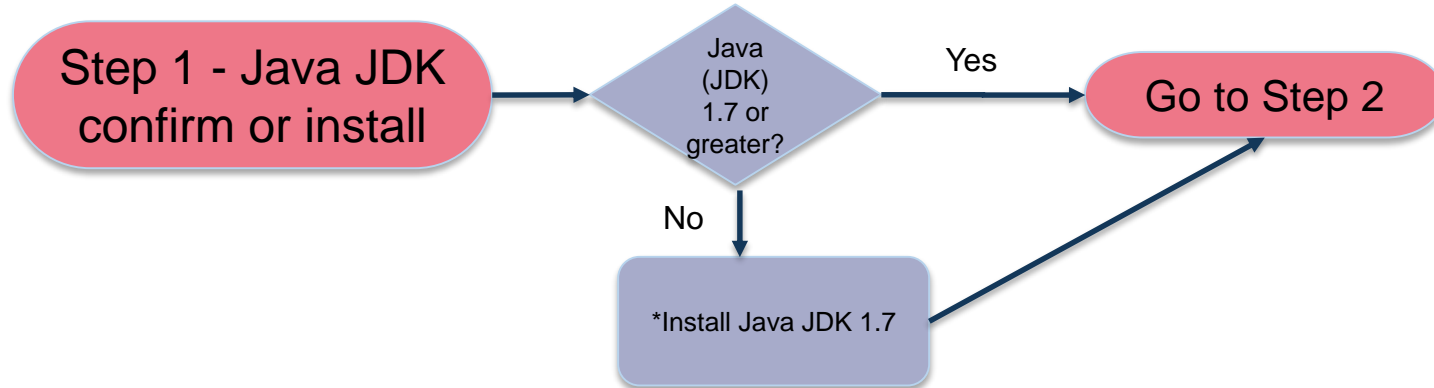 Step 1 - Java JDK
confirm or install
Java
(JDK)
1.7 or
greater?
Yes
Go to Step 2
No
*Install Java JDK 1.7